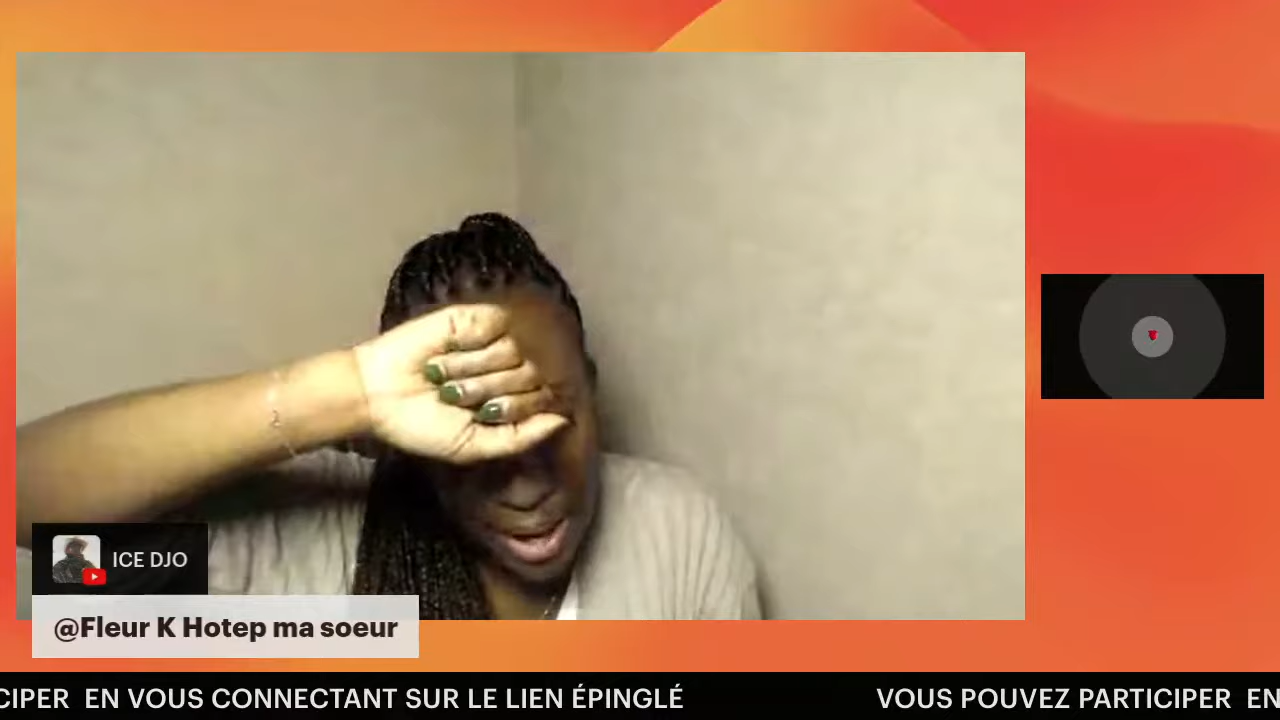 ICE DJO
@Fleur K Hotep ma soeur
CIPER EN VOUS CONNECTANT SUR LE LIEN ÉPINGLÉ VOUS POUVEZ PARTICIPER EN